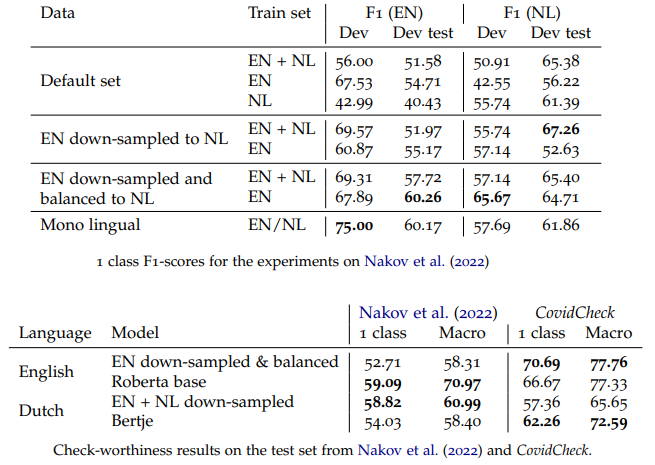 Data Train set F1 (EN) F1 (NL)
Dev Dev test Dev Dev test
EN + NL 56.00 51.58 50.91 65.38
Default set EN 67.53 54.71 42.55 56.22
NL 42.99 40.43 55.74 61.39
EN down-sampled to NL EN + NL 69.57 51.97 55.74 67.26
EN 60.87 55.17 57.14 52.63
EN down-sampled and EN + NL 69.31 57.72 57.14 65.40
balanced to NL EN 67.89 60.26 65.67 64.71
Mono lingual EN/NL 75.00 60.17 57.69 61.86
1 class F1-scores for the experiments on Nakov et al. (2022)
Nakov et al. (2022) CovidCheck
Language Model 1 class Macro 1 class Macro
English EN down-sampled & balanced 52.71 58.31 70.69 77.76
Roberta base 59.09 70.97 66.67 77.33
Dutch EN + NL down-sampled 58.82 60.99 57.36 65.65
Bertje 54.03 58.40 62.26 72.59
Check-worthiness results on the test set from Nakov et al. (2022) and CovidCheck.